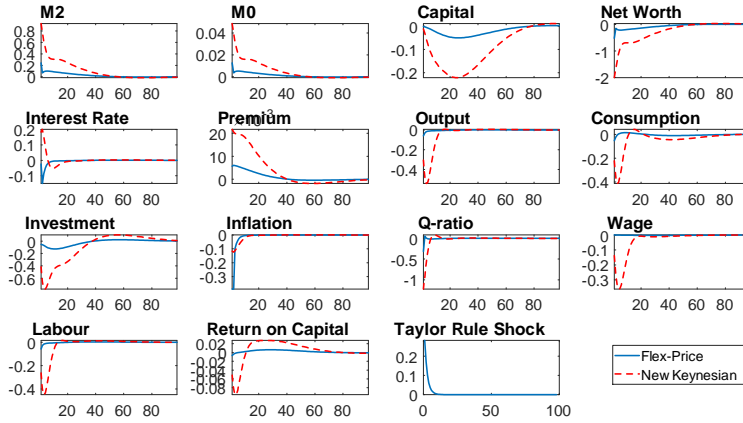 M2 M0 Capital Net Worth
0.8
0.6
0.4
0.2
0
20 40 60 80
0.04
0.02
0
20 40 60 80
0
-0.1
-0.2
20 40 60 80
0
-1
-2
20 40 60 80
Interest Rate Premium Output Consumption
0.2
0.1
0
-0.1
20 40 60 80
20
10
0
20 40 60 80
0
-0.2
-0.4
20 40 60 80
0
-0.2
-0.4
20 40 60 80
Investment Inflation Q-ratio Wage
0
-0.2
-0.4
-0.6
20 40 60 80
0
-0.1
-0.2
-0.3
20 40 60 80
0
-0.5
-1
20 40 60 80
0
-0.1
-0.2
-0.3
20 40 60 80
Labour Return on Capital Taylor Rule Shock
0
-0.2
-0.4
20 40 60 80
0.02
0
-0.02
-0.04
-0.06
-0.08
20 40 60 80
0.2
0.1
0
0 50 100
Flex-Price
New Keynesian